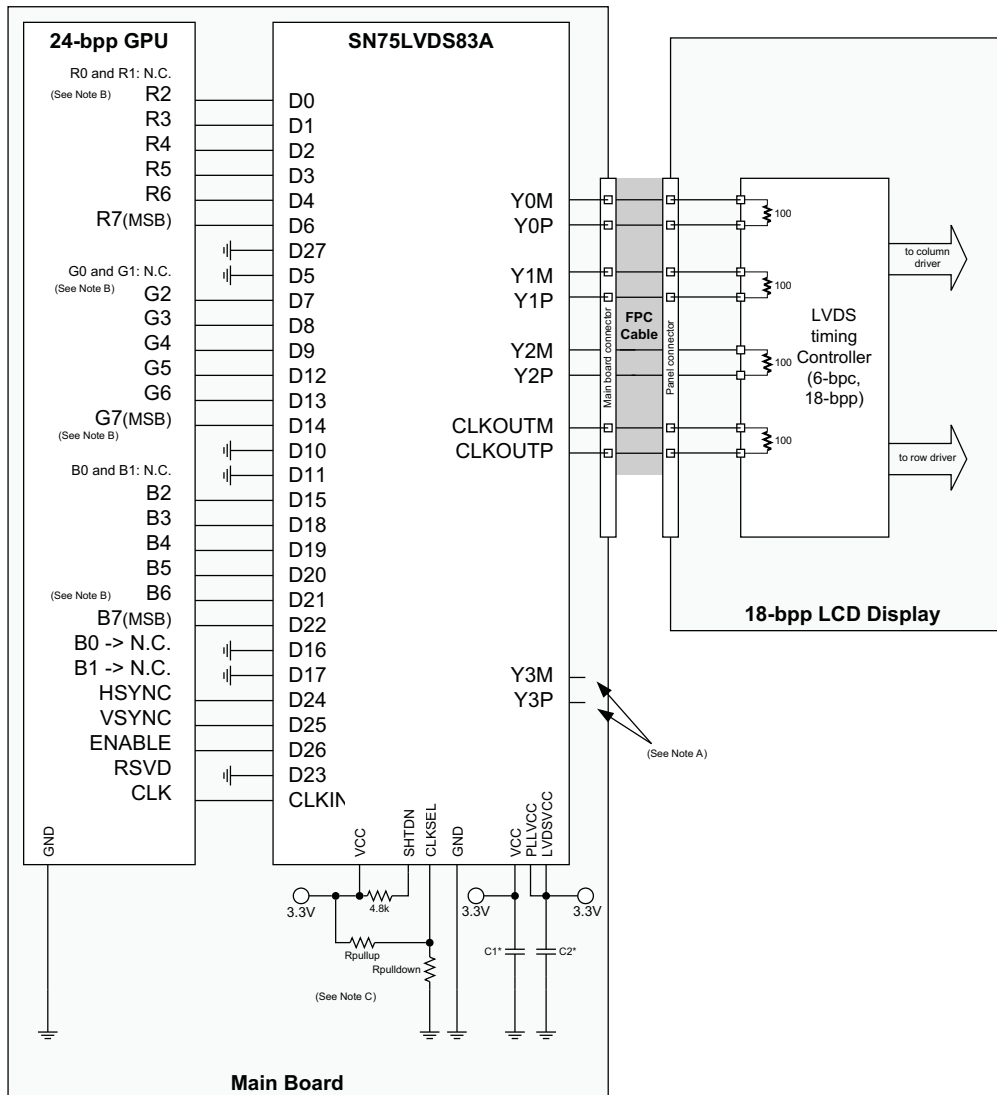 24-bpp GPU
R0 and R1: N.C.
(See Note B)
R2
R3
R4
R5
R6
R7(MSB)
G0 and G1: N.C.
(See Note B)
G2
G3
G4
G5
G6
G7(MSB)
(See Note B)
B0 and B1: N.C.
B2
B3
B4
B5
(See Note B)
B6
B7(MSB)
B0 -> N.C.
B1 -> N.C.
HSYNC
VSYNC
ENABLE
RSVD
CLK
GND
SN75LVDS83A
D0
D1
D2
D3
D4
D6
D27
D5
D7
D8
D9
D12
D13
D14
D10
D11
D15
D18
D19
D20
D21
D22
D16
D17
D24
D25
D26
D23
CLKIN
Y0M
Y0P
Y1M
Y1P
Y2M
Y2P
CLKOUTM
CLKOUTP
Y3M
Y3P
(See Note A)
VCC
SHTDN
CLKSEL
GND
VCC
PLLVCC
LVDSVCC
3.3V
4.8k
Rpullup
Rpulldown
(See Note C)
3.3V
3.3V
C1*
C2*
Main Board
Main board connector
FPC
Cable
Panel connector
100
100
100
100
LVDS
timing
Controller
(6-bpc,
18-bpp)
to column
driver
to row driver
18-bpp LCD Display